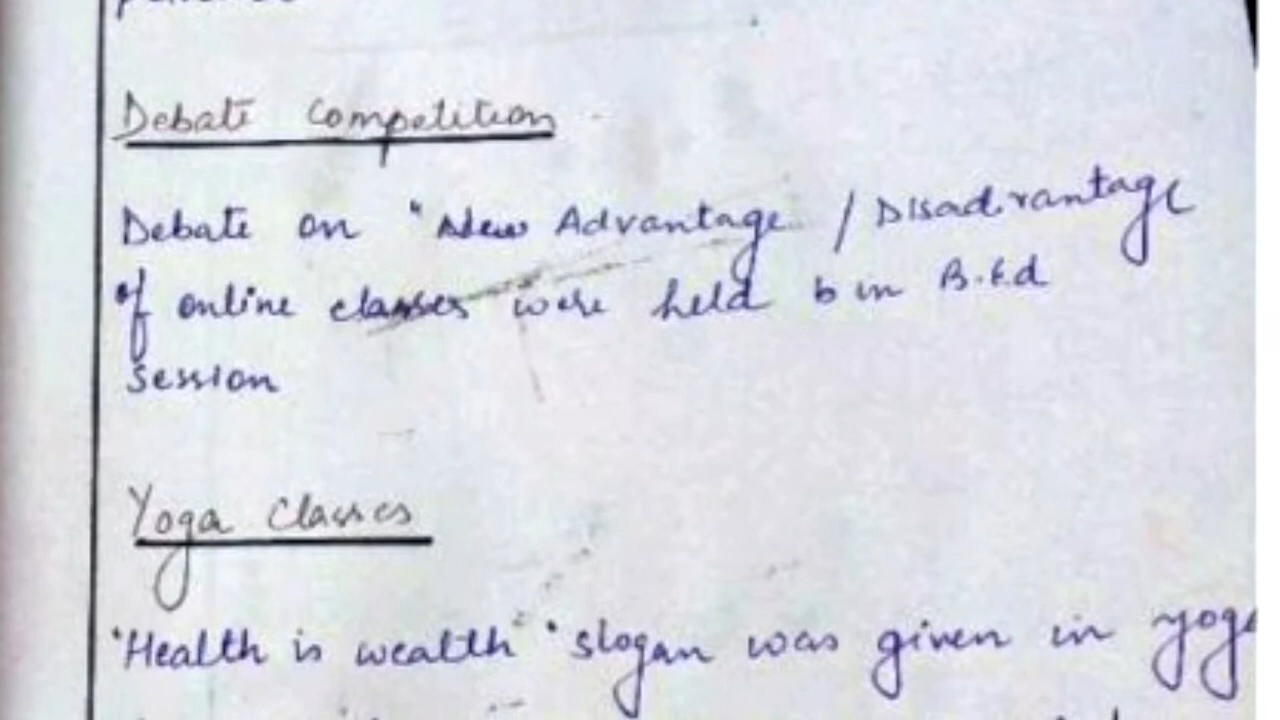 Debate Competition
Debate on "New Advantage / Disadvantage
of online classes were held b in B.Ed
session
Yoga Classes
"Health is wealth" slogan was given in yoga